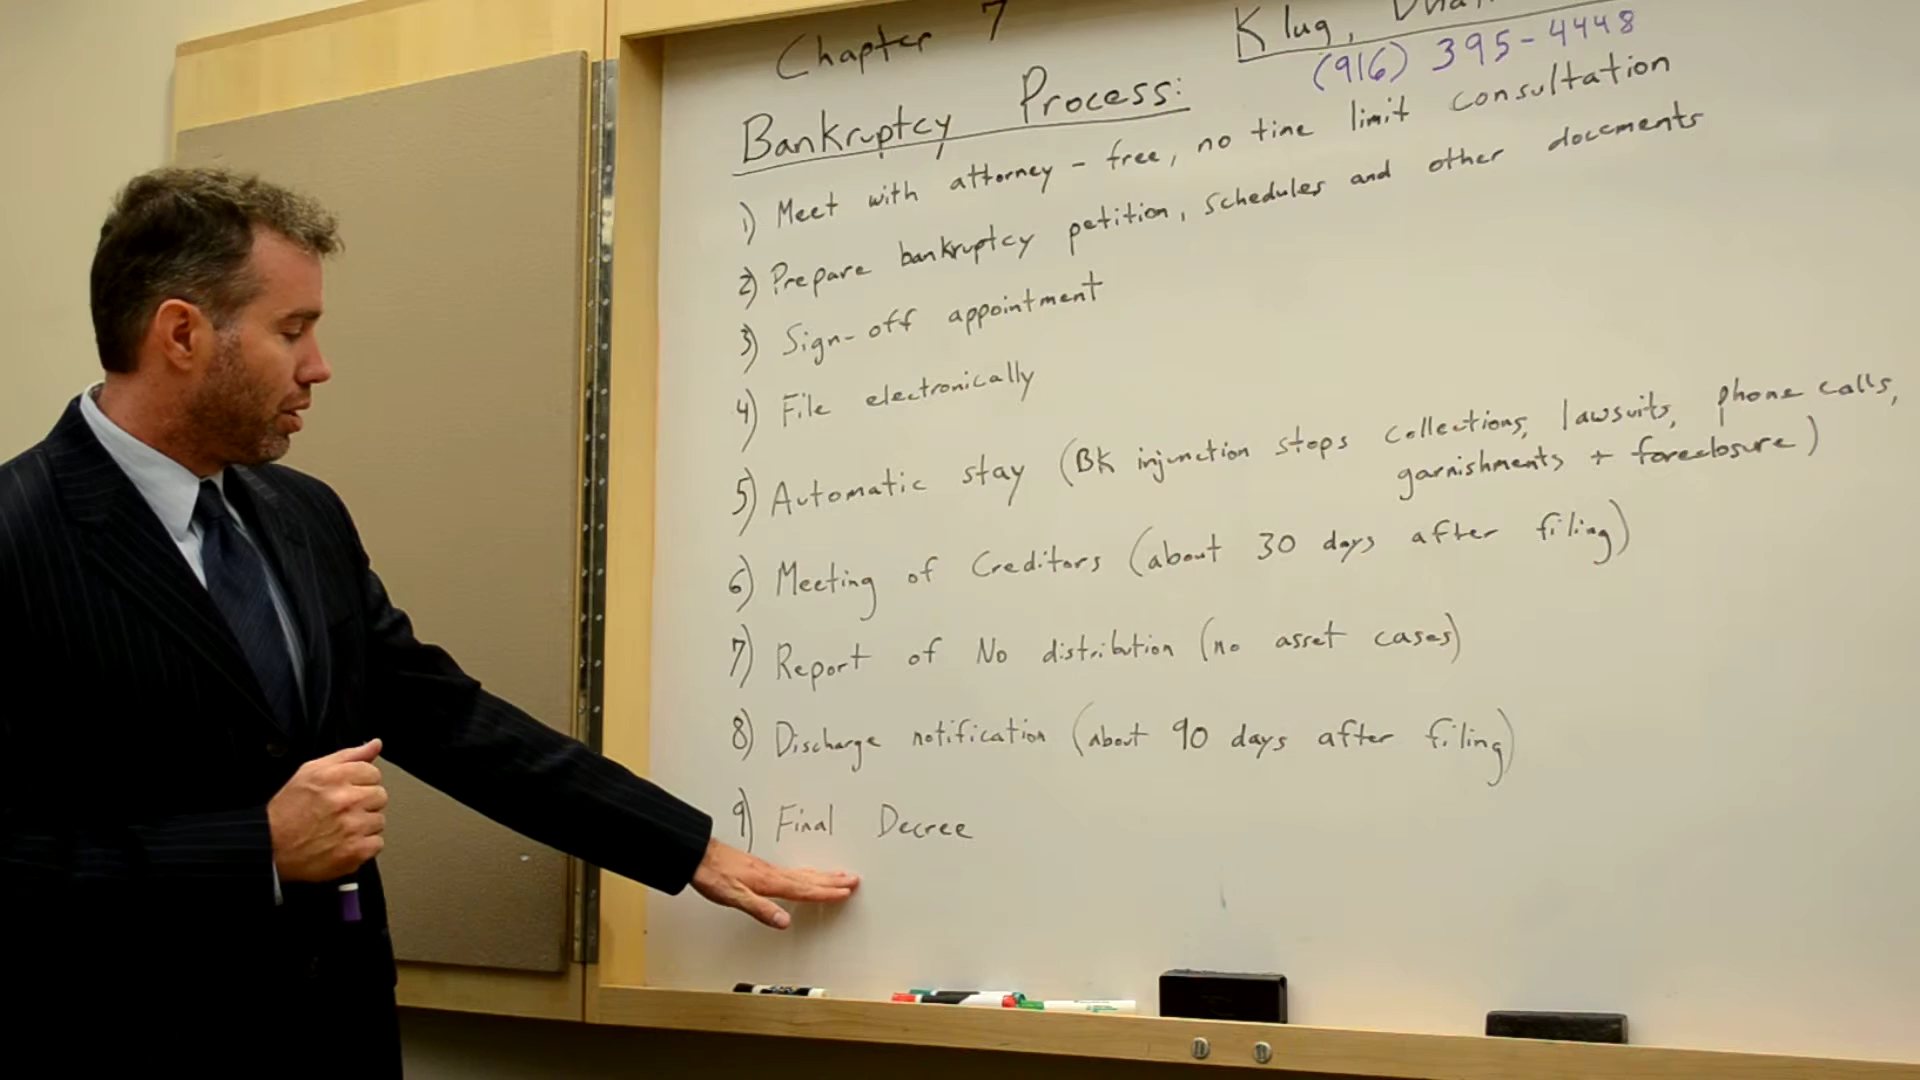 Chapter 7
Klug,
(916) 395-4448
Bankruptcy Process:
1) Meet with attorney - free, no time limit consultation
2) Prepare bankruptcy petition, schedules and other documents
3) Sign-off appointment
4) File electronically
5) Automatic stay (BK injunction stops collections, lawsuits, phone calls,
garnishments + foreclosure)
6) Meeting of Creditors (about 30 days after filing)
7) Report of No distribution (no asset cases)
8) Discharge notification (about 90 days after filing)
9) Final Decree